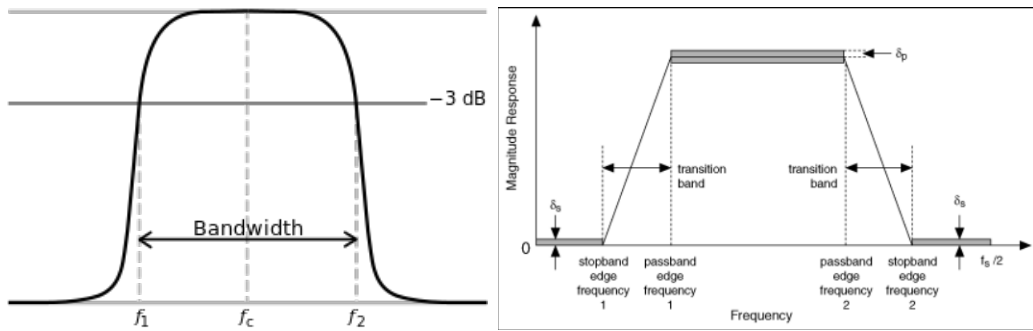 −3 dB
Bandwidth
f1 fc f2
Magnitude Response
δp
transition band
transition band
δs
δs
0
stopband edge frequency 1
passband edge frequency 1
passband edge frequency 2
stopband edge frequency 2
fs /2
Frequency